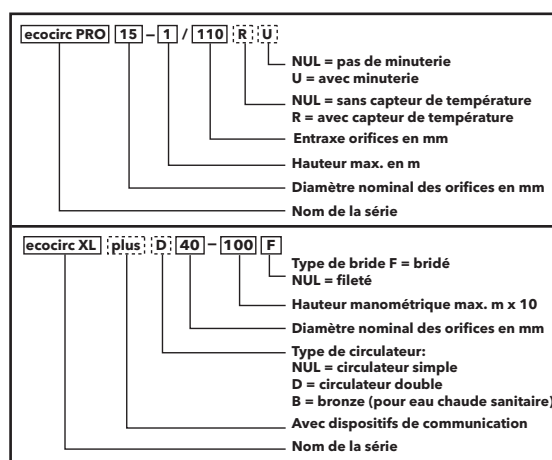 ecocirc PRO 15 – 1 / 110 R U
NUL = pas de minuterie
U = avec minuterie
NUL = sans capteur de température
R = avec capteur de température
Entraxe orifices en mm
Hauteur max. en m
Diamètre nominal des orifices en mm
Nom de la série
ecocirc XL plus D 40 – 100 F
Type de bride F = bridé
NUL = fileté
Hauteur manométrique max. m x 10
Diamètre nominal des orifices en mm
Type de circulateur:
NUL = circulateur simple
D = circulateur double
B = bronze (pour eau chaude sanitaire)
Avec dispositifs de communication
Nom de la série